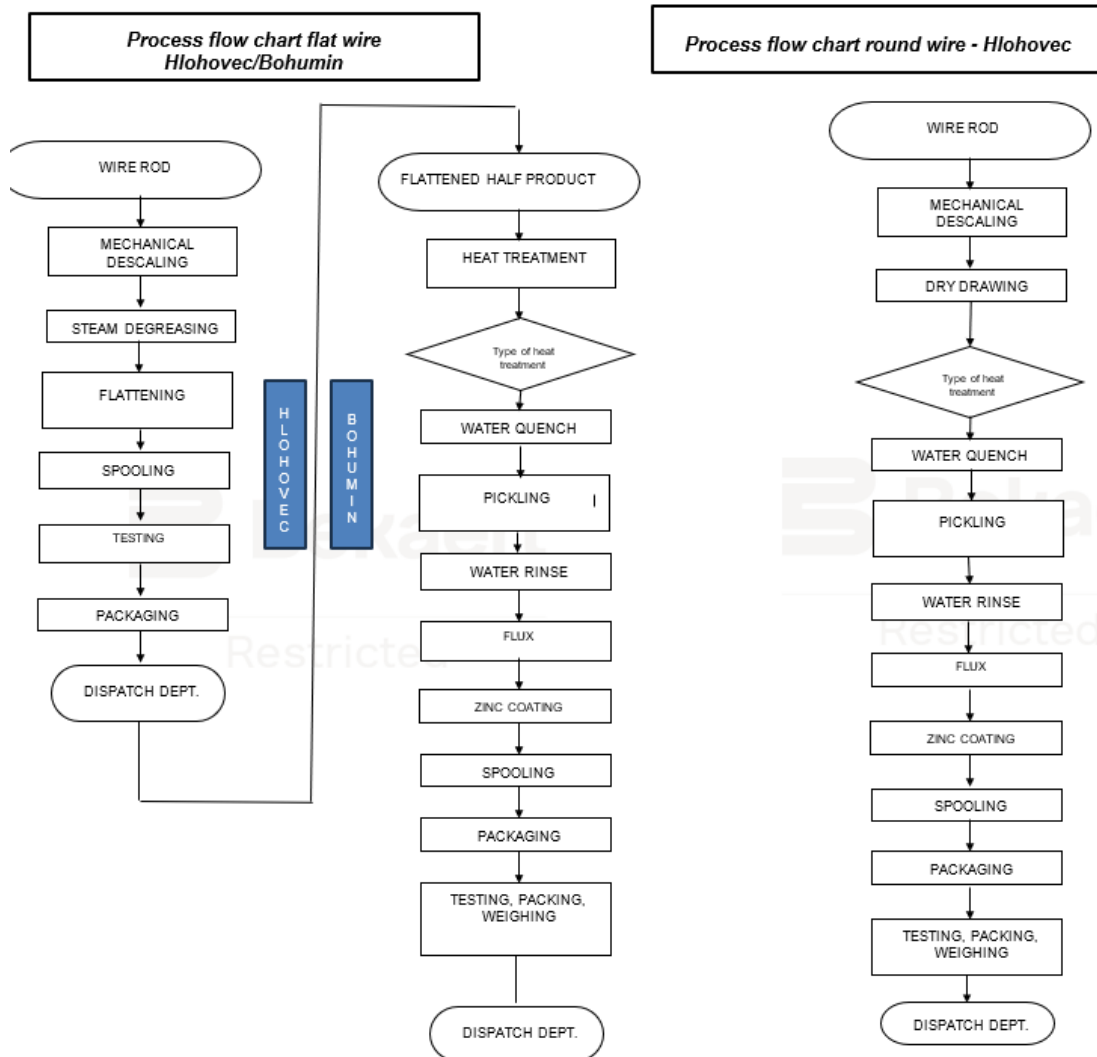 Process flow chart flat wire
Hlohovec/Bohumin
WIRE ROD
MECHANICAL
DESCALING
STEAM DEGREASING
FLATTENING
SPOOLING
TESTING
PACKAGING
DISPATCH DEPT.
HLOHOVEC
BOHUMIN
FLATTENED HALF PRODUCT
HEAT TREATMENT
Type of heat
treatment
WATER QUENCH
PICKLING
WATER RINSE
FLUX
ZINC COATING
SPOOLING
PACKAGING
TESTING, PACKING,
WEIGHING
DISPATCH DEPT.
Process flow chart round wire - Hlohovec
WIRE ROD
MECHANICAL
DESCALING
DRY DRAWING
Type of heat
treatment
WATER QUENCH
PICKLING
WATER RINSE
FLUX
ZINC COATING
SPOOLING
PACKAGING
TESTING, PACKING,
WEIGHING
DISPATCH DEPT.
Bekaert
Restricted
Restricted